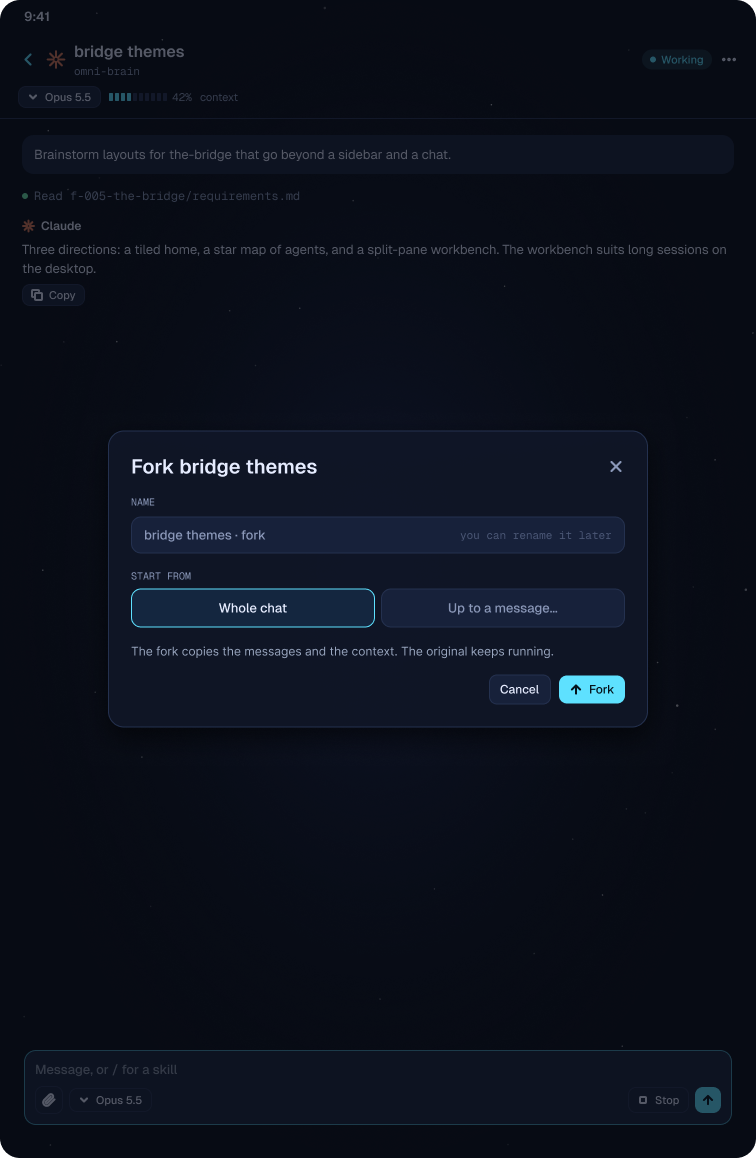 9:41
bridge themes
omni-brain
Working
Opus 5.5
42% context
Brainstorm layouts for the-bridge that go beyond a sidebar and a chat.
Read f-005-the-bridge/requirements.md
Claude
Three directions: a tiled home, a star map of agents, and a split-pane workbench. The workbench suits long sessions on
the desktop.
Copy
Fork bridge themes
NAME
bridge themes · fork
you can rename it later
START FROM
Whole chat
Up to a message…
The fork copies the messages and the context. The original keeps running.
Cancel
Fork
Message, or / for a skill
Opus 5.5
Stop